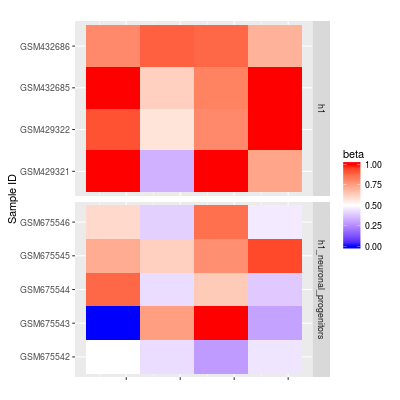 GSM432686
GSM432685
GSM429322
GSM429321
h1
GSM675546
GSM675545
GSM675544
GSM675543
GSM675542
h1_neuronal_progenitors
Sample ID
beta
1.00
0.75
0.50
0.25
0.00